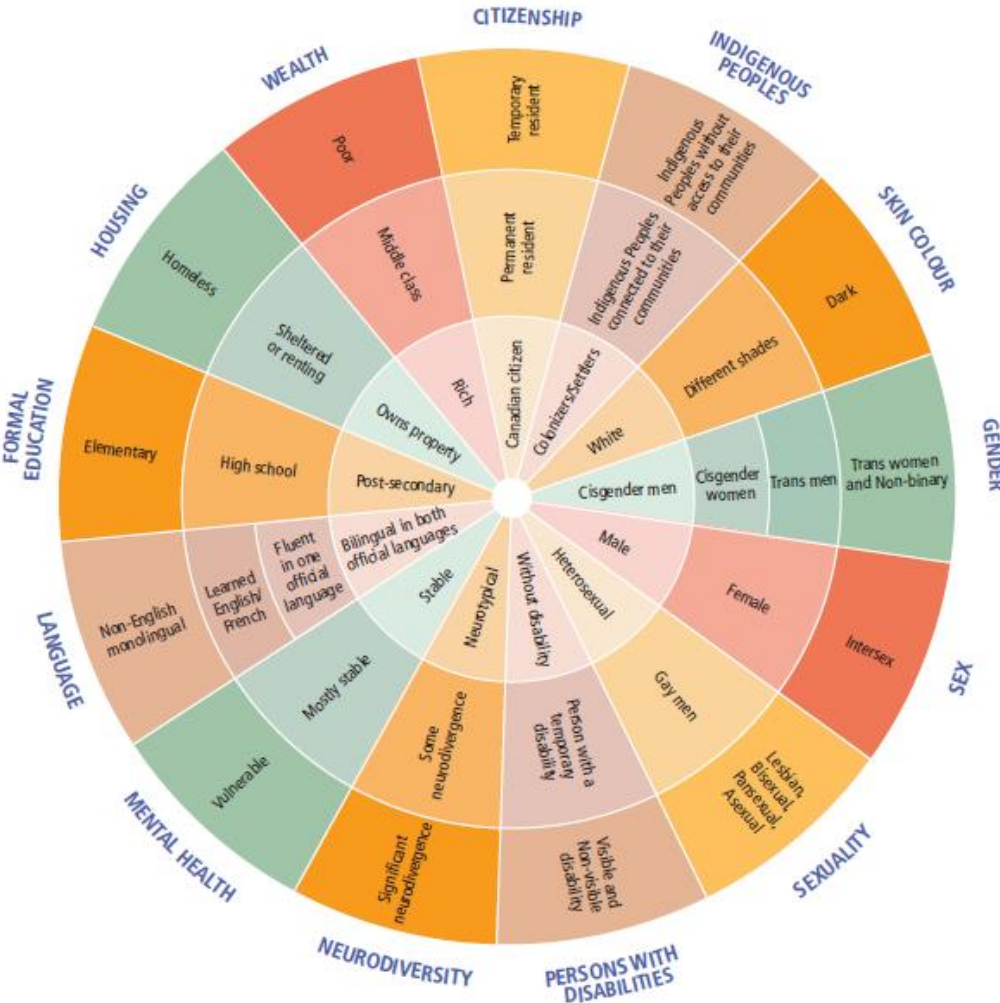 CITIZENSHIP
Temporary
resident
Permanent
resident
Canadian citizen
INDIGENOUS
PEOPLES
Indigenous
Peoples without
access to their
communities
Indigenous Peoples
connected to their
communities
Colonizers/Settlers
SKIN COLOUR
Dark
Different shades
White
GENDER
Trans women
and Non-binary
Trans men
Cisgender
women
Cisgender men
SEX
Intersex
Female
Male
SEXUALITY
Lesbian,
Bisexual,
Pansexual,
Asexual
Gay men
Heterosexual
PERSONS WITH
DISABILITIES
Visible and
Non-visible
disability
Person with a
temporary
disability
Without disability
NEURODIVERSITY
Significant
neurodivergence
Some
neurodivergence
Neurotypical
MENTAL HEALTH
Vulnerable
Mostly stable
Stable
LANGUAGE
Non-English
monolingual
Learned
English/
French
Fluent
in one
official
language
Bilingual in both
official languages
FORMAL
EDUCATION
Elementary
High school
Post-secondary
HOUSING
Homeless
Sheltered
or renting
Owns property
WEALTH
Poor
Middle class
Rich